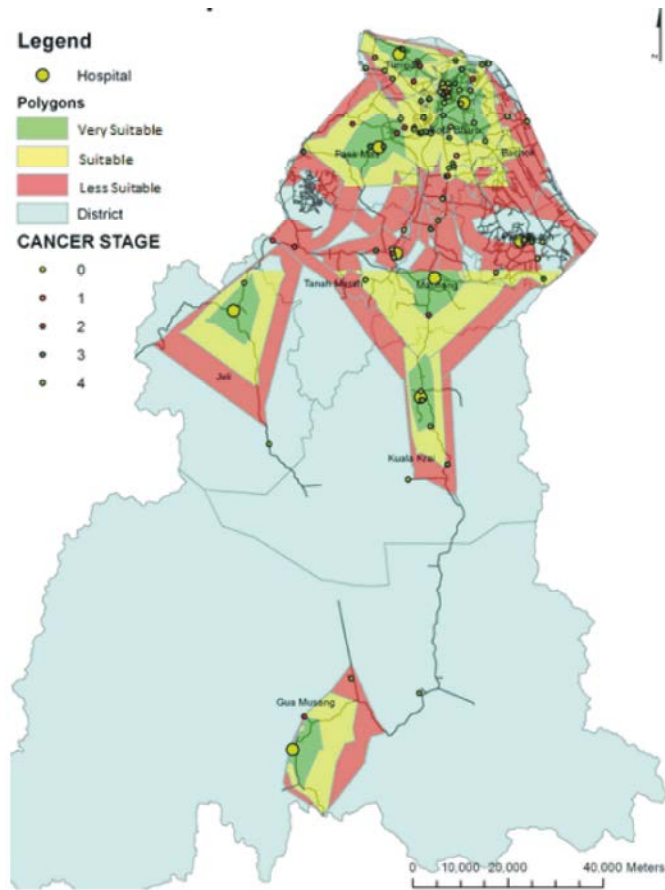 Legend
Hospital
Polygons
Very Suitable
Suitable
Less Suitable
District
CANCER STAGE
0
1
2
3
4
Tumpat
Pasir Mas
Bachok
Tanah Merah
Machang
Jeli
Kuala Krai
Gua Musang
0 10,000 20,000 40,000 Meters